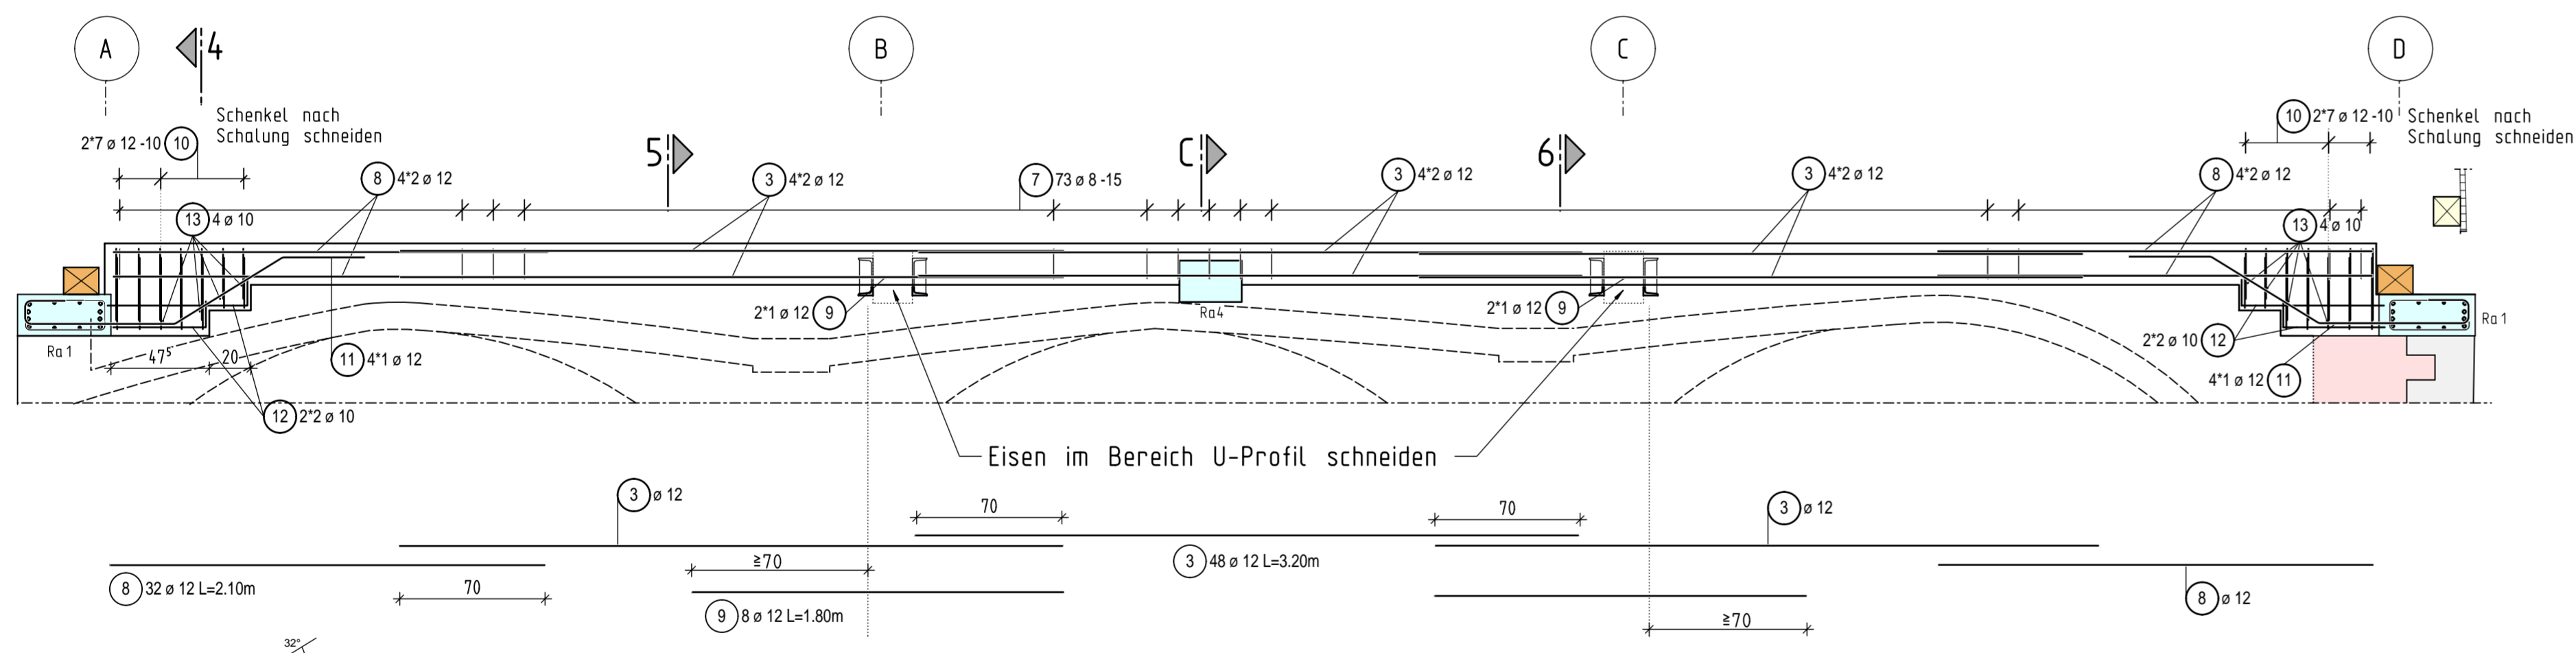 A
4
B
C
D
Schenkel nach
Schalung schneiden
2*7 ø 12 -10 10
10 2*7 ø 12 -10
Schenkel nach
Schalung schneiden
5
C
6
8 4*2 ø 12
3 4*2 ø 12
7 73 ø 8 -15
3 4*2 ø 12
3 4*2 ø 12
8 4*2 ø 12
13 4 ø 10
13 4 ø 10
2*1 ø 12 9
Ra4
2*1 ø 12 9
Ra 1
Ra 1
47⁵
20
11 4*1 ø 12
2*2 ø 10 12
4*1 ø 12 11
12 2*2 ø 10
Eisen im Bereich U-Profil schneiden
3 ø 12
70
70
3 ø 12
≥70
3 48 ø 12 L=3.20m
8 32 ø 12 L=2.10m
70
9 8 ø 12 L=1.80m
8 ø 12
≥70
32°